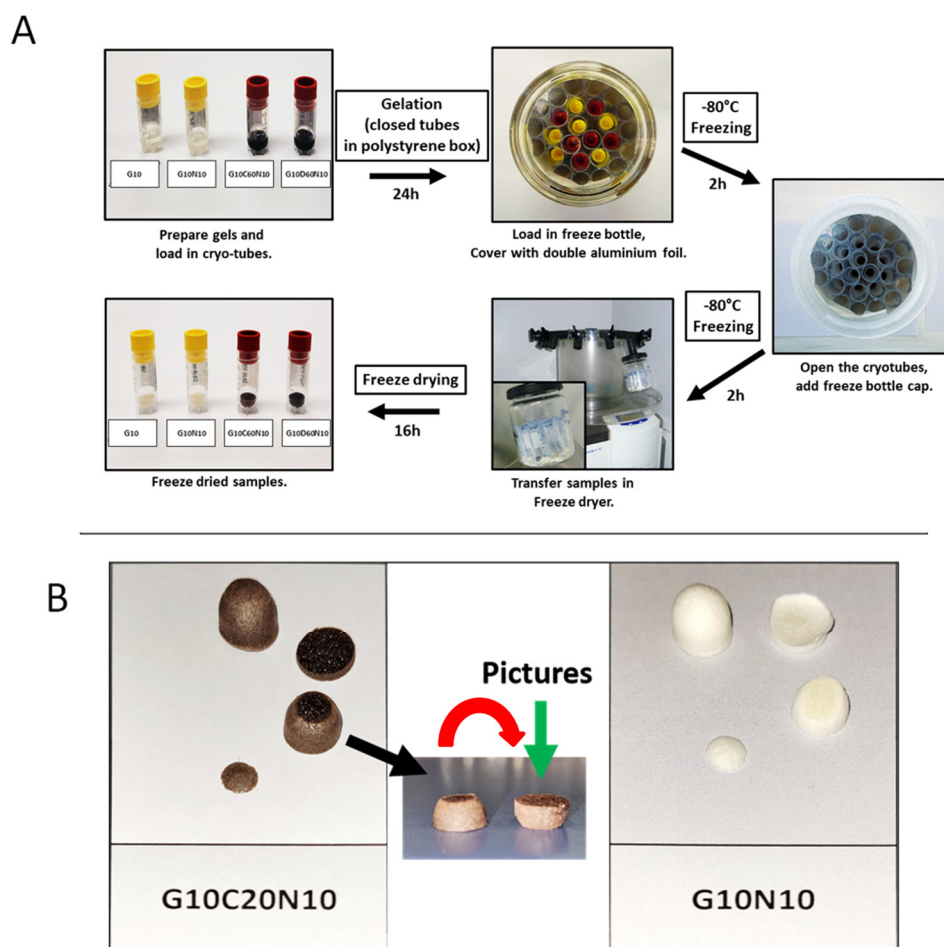 A
G10
G10N10
G10C60N10
G10D60N10
Prepare gels and
load in cryo-tubes.
Gelation
(closed tubes
in polystyrene box)
24h
Load in freeze bottle,
Cover with double aluminium foil.
-80°C
Freezing
2h
Open the cryotubes,
add freeze bottle cap.
-80°C
Freezing
2h
Transfer samples in
Freeze dryer.
Freeze drying
16h
G10
G10N10
G10C60N10
G10D60N10
Freeze dried samples.
B
Pictures
G10C20N10
G10N10